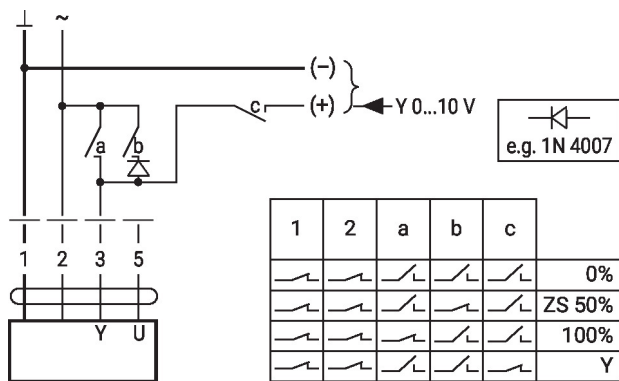 ⊥ ~
(–)
c (+) Y 0...10 V
a b
e.g. 1N 4007
1 2 3 5
Y U
1 2 a b c
0%
ZS 50%
100%
Y